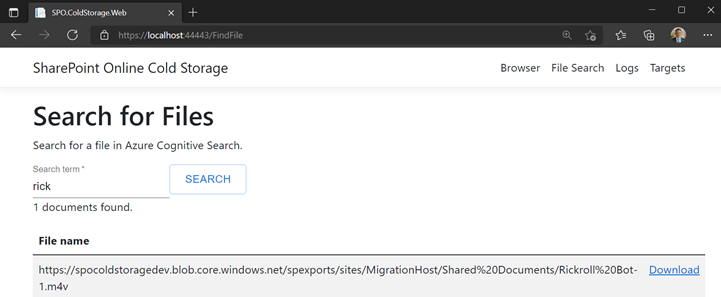 SPO.ColdStorage.Web
https://localhost:44443/FindFile
SharePoint Online Cold Storage
Browser File Search Logs Targets
Search for Files
Search for a file in Azure Cognitive Search.
Search term *
rick
SEARCH
1 documents found.
File name
https://spocoldstoragedev.blob.core.windows.net/spexports/sites/MigrationHost/Shared%20Documents/Rickroll%20Bot-
1.m4v
Download